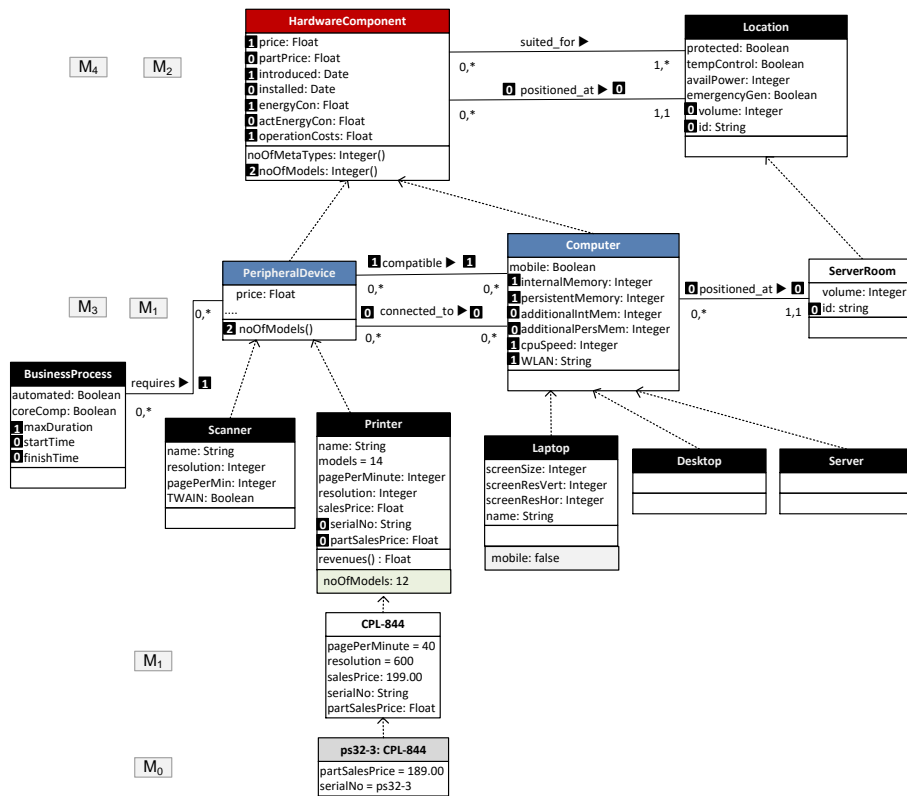 HardwareComponent
1 price: Float
0 partPrice: Float
1 introduced: Date
0 installed: Date
1 energyCon: Float
0 actEnergyCon: Float
1 operationCosts: Float
noOfMetaTypes: Integer()
2 noOfModels: Integer()
suited_for ▶
0,*
1,*
0 positioned_at ▶ 0
0,*
1,1
Location
protected: Boolean
tempControl: Boolean
availPower: Integer
emergencyGen: Boolean
0 volume: Integer
0 id: String
M4
M2
PeripheralDevice
price: Float
....
2 noOfModels()
1 compatible ▶ 1
0,*
0,*
0 connected_to ▶ 0
0,*
0,*
Computer
mobile: Boolean
1 internalMemory: Integer
1 persistentMemory: Integer
0 additionalIntMem: Integer
0 additionalPersMem: Integer
1 cpuSpeed: Integer
1 WLAN: String
0 positioned_at ▶ 0
0,*
1,1
ServerRoom
volume: Integer
0 id: string
M3
M1
0,*
requires ▶ 1
0,*
BusinessProcess
automated: Boolean
coreComp: Boolean
1 maxDuration
0 startTime
0 finishTime
Scanner
name: String
resolution: Integer
pagePerMin: Integer
TWAIN: Boolean
Printer
name: String
models = 14
pagePerMinute: Integer
resolution: Integer
salesPrice: Float
0 serialNo: String
0 partSalesPrice: Float
revenues() : Float
noOfModels: 12
Laptop
screenSize: Integer
screenResVert: Integer
screenResHor: Integer
name: String
mobile: false
Desktop
Server
M1
CPL-844
pagePerMinute = 40
resolution = 600
salesPrice: 199.00
serialNo: String
partSalesPrice: Float
M0
ps32-3: CPL-844
partSalesPrice = 189.00
serialNo = ps32-3